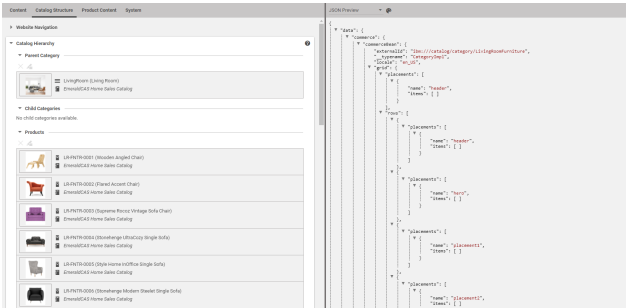 Content Catalog Structure Product Content System
Website Navigation
Catalog Hierarchy
Parent Category
LivingRoom (Living Room)
EmeraldCAS Home Sales Catalog
Child Categories
No child categories available.
Products
LR-FNTR-0001 (Wooden Angled Chair)
EmeraldCAS Home Sales Catalog
LR-FNTR-0002 (Flared Accent Chair)
EmeraldCAS Home Sales Catalog
LR-FNTR-0003 (Supreme Rocoz Vintage Sofa Chair)
EmeraldCAS Home Sales Catalog
LR-FNTR-0004 (Stonehenge UltraCozy Single Sofa)
EmeraldCAS Home Sales Catalog
LR-FNTR-0005 (Style Home InOffice Single Sofa)
EmeraldCAS Home Sales Catalog
LR-FNTR-0006 (Stonehenge Modern Steelet Single Sofa)
EmeraldCAS Home Sales Catalog
JSON Preview
{
"data": {
"commerce": {
"commerceBean": {
"externalId": "ibm:///catalog/category/LivingRoomFurniture"
"__typename": "CategoryImpl",
"locale": "en_US",
"grid": {
"placements": [
{
"name": "header",
"items": [ ]
}
],
"rows": [
{
"placements": [
{
"name": "header",
"items": [ ]
}
]
},
{
"placements": [
{
"name": "hero",
"items": [ ]
}
]
},
{
"placements": [
{
"name": "placement1",
"items": [ ]
}
]
},
{
"placements": [
{
"name": "placement2",
"items": [ ]